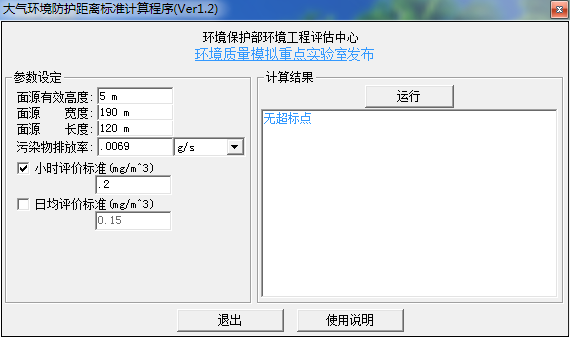 大气环境防护距离标准计算程序(Ver1.2)
环境保护部环境工程评估中心
环境质量模拟重点实验室发布
参数设定
面源有效高度: 5 m
面源 宽度: 190 m
面源 长度: 120 m
污染物排放率: .0069 g/s
小时评价标准(mg/m^3)
.2
日均评价标准(mg/m^3)
0.15
计算结果
运行
无超标点
退出 使用说明